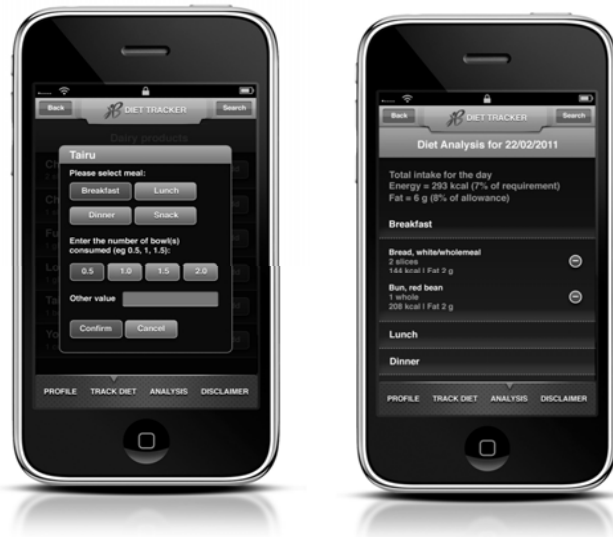 Back
DIET TRACKER
Search
Dairy products
Tairu
Please select meal:
Breakfast
Lunch
Dinner
Snack
Enter the number of bowl(s)
consumed (eg 0.5, 1, 1.5):
0.5
1.0
1.5
2.0
Other value
Confirm
Cancel
PROFILE
TRACK DIET
ANALYSIS
DISCLAIMER
Back
DIET TRACKER
Search
Diet Analysis for 22/02/2011
Total intake for the day
Energy = 293 kcal (7% of requirement)
Fat = 6 g (8% of allowance)
Breakfast
Bread, white/wholemeal
2 slices
144 kcal I Fat 2 g
Bun, red bean
1 whole
208 kcal I Fat 2 g
Lunch
Dinner
PROFILE
TRACK DIET
ANALYSIS
DISCLAIMER